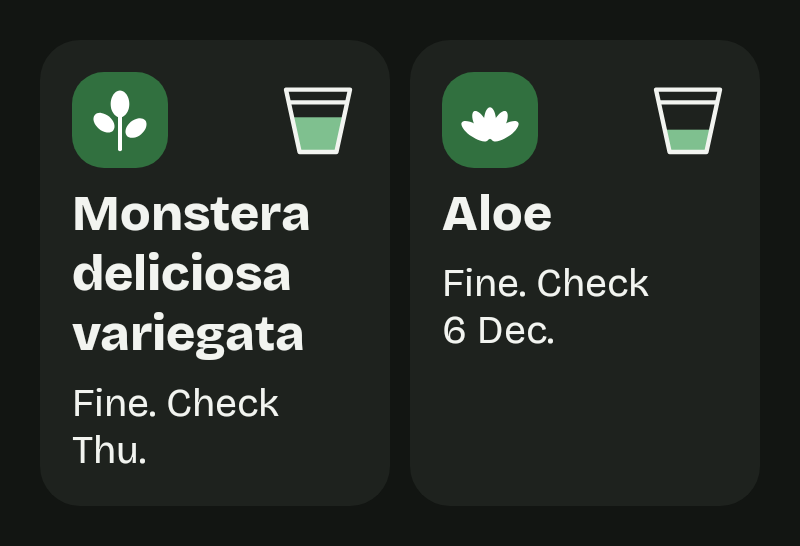 Monstera
deliciosa
variegata
Fine. Check
Thu.
Aloe
Fine. Check
6 Dec.